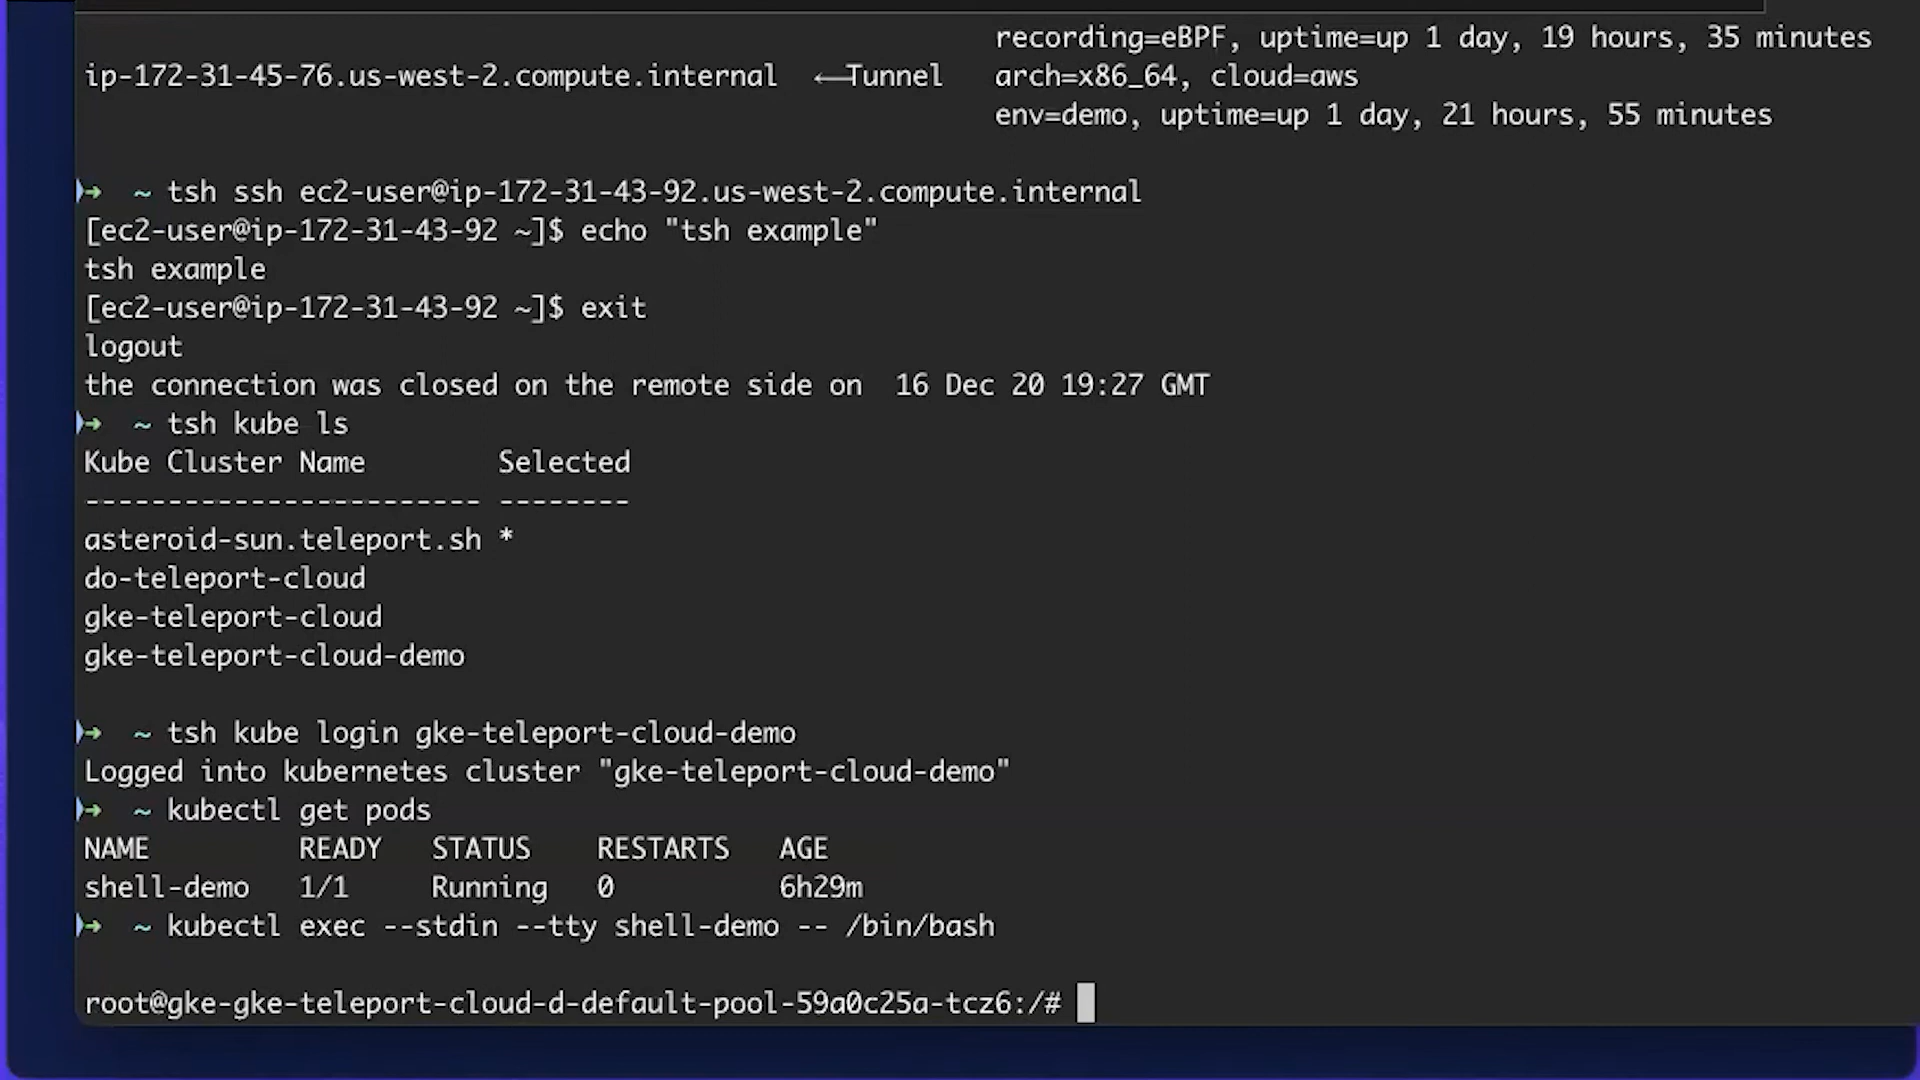 recording=eBPF, uptime=up 1 day, 19 hours, 35 minutes
ip-172-31-45-76.us-west-2.compute.internal ⟵Tunnel arch=x86_64, cloud=aws
env=demo, uptime=up 1 day, 21 hours, 55 minutes
➜ ~ tsh ssh ec2-user@ip-172-31-43-92.us-west-2.compute.internal
[ec2-user@ip-172-31-43-92 ~]$ echo "tsh example"
tsh example
[ec2-user@ip-172-31-43-92 ~]$ exit
logout
the connection was closed on the remote side on  16 Dec 20 19:27 GMT
➜ ~ tsh kube ls
Kube Cluster Name        Selected
------------------------ --------
asteroid-sun.teleport.sh *
do-teleport-cloud
gke-teleport-cloud
gke-teleport-cloud-demo
➜ ~ tsh kube login gke-teleport-cloud-demo
Logged into kubernetes cluster "gke-teleport-cloud-demo"
➜ ~ kubectl get pods
NAME         READY   STATUS    RESTARTS   AGE
shell-demo   1/1     Running   0          6h29m
➜ ~ kubectl exec --stdin --tty shell-demo -- /bin/bash
root@gke-gke-teleport-cloud-d-default-pool-59a0c25a-tcz6:/#